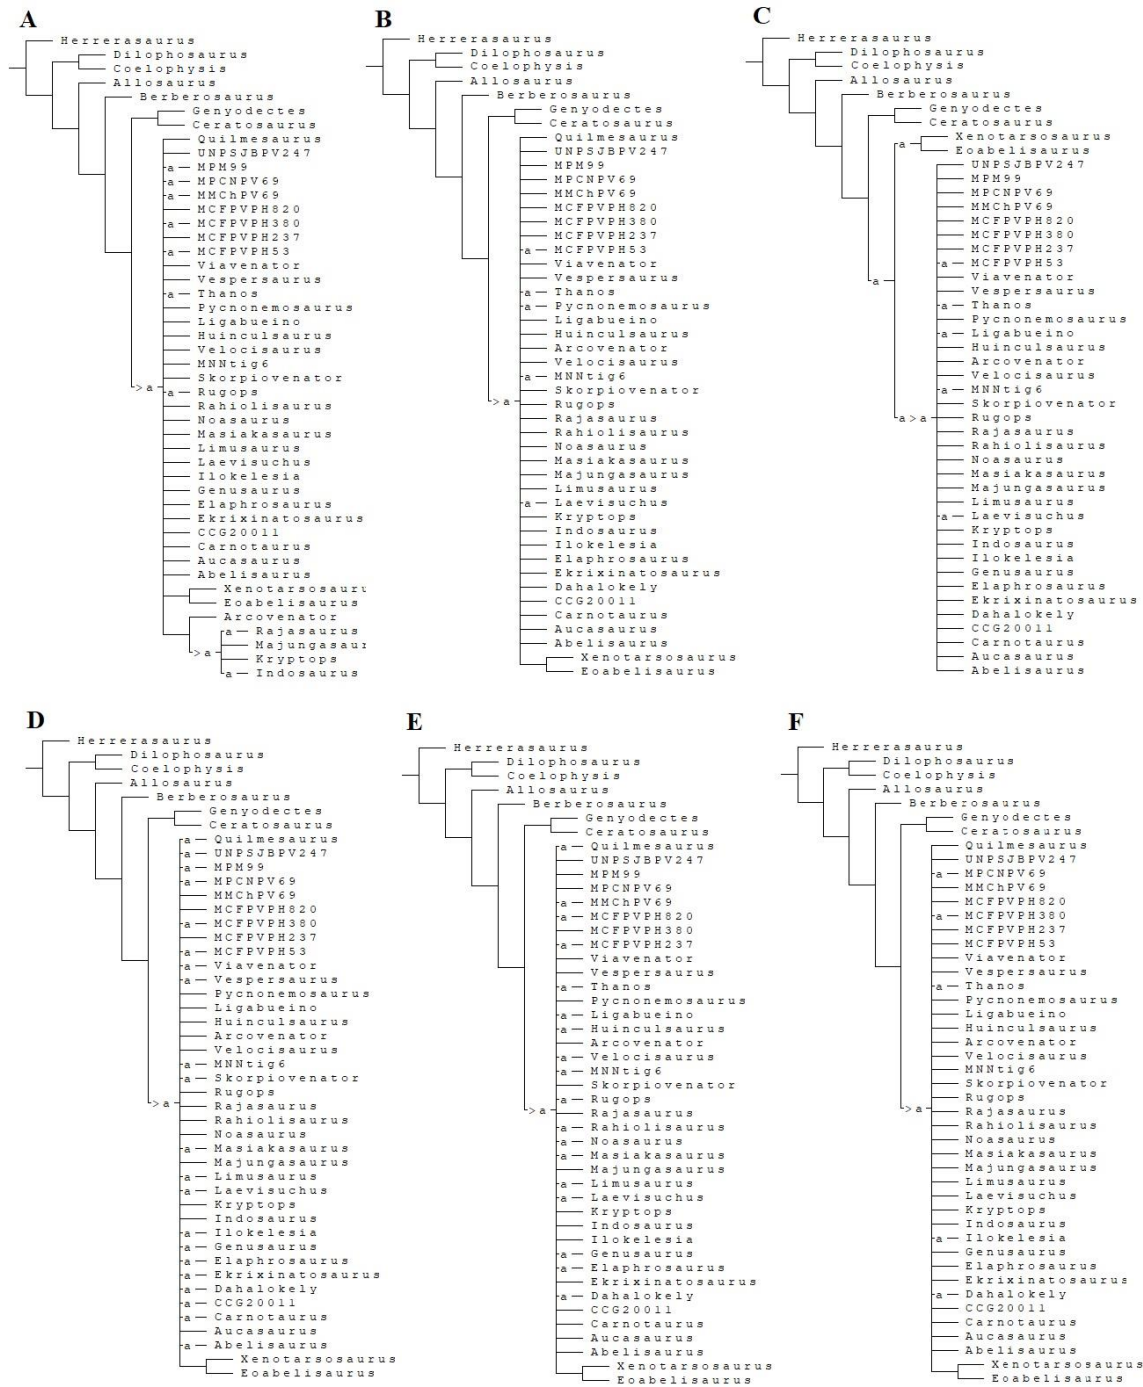 A
Herrerasaurus
Dilophosaurus
Coelophysis
Allosaurus
Berberosaurus
Genyodectes
Ceratosaurus
Quilmesaurus
UNPSJBPV247
a MPM99
a MPCNPV69
a MMChPV69
MCFPVPH820
a MCFPVPH380
MCFPVPH237
a MCFPVPH53
Viavenator
Vespersaurus
a Thanos
Pycnonemosaurus
Ligabueino
Huinculsaurus
Velocisaurus
MNNtig6
Skorpiovenator
>a
a Rugops
Rahiolisaurus
Noasaurus
Masiakasaurus
Limusaurus
Laevisuchus
Ilokelesia
Genusaurus
Elaphrosaurus
Ekrixinatosaurus
CCG20011
Carnotaurus
Aucasaurus
Abelisaurus
Xenotarsosauru
Eoabelisaurus
Arcovenator
a Rajasaurus
Majungasaur
>a
Kryptops
a Indosaurus
B
Herrerasaurus
Dilophosaurus
Coelophysis
Allosaurus
Berberosaurus
Genyodectes
Ceratosaurus
Quilmesaurus
UNPSJBPV247
MPM99
MPCNPV69
MMChPV69
MCFPVPH820
MCFPVPH380
MCFPVPH237
a MCFPVPH53
Viavenator
Vespersaurus
a Thanos
a Pycnonemosaurus
Ligabueino
Huinculsaurus
Arcovenator
Velocisaurus
a MNNtig6
Skorpiovenator
>a
Rugops
Rajasaurus
Rahiolisaurus
Noasaurus
Masiakasaurus
Majungasaurus
Limusaurus
a Laevisuchus
Kryptops
Indosaurus
Ilokelesia
Elaphrosaurus
Ekrixinatosaurus
Dahalokely
CCG20011
Carnotaurus
Aucasaurus
Abelisaurus
Xenotarsosaurus
Eoabelisaurus
C
Herrerasaurus
Dilophosaurus
Coelophysis
Allosaurus
Berberosaurus
Genyodectes
Ceratosaurus
Xenotarsosaurus
a
Eoabelisaurus
UNPSJBPV247
MPM99
MPCNPV69
MMChPV69
MCFPVPH820
MCFPVPH380
MCFPVPH237
a MCFPVPH53
Viavenator
a
Vespersaurus
a Thanos
Pycnonemosaurus
a Ligabueino
Huinculsaurus
Arcovenator
Velocisaurus
a MNNtig6
Skorpiovenator
a>a
Rugops
Rajasaurus
Rahiolisaurus
Noasaurus
Masiakasaurus
Majungasaurus
Limusaurus
a Laevisuchus
Kryptops
Indosaurus
Ilokelesia
Genusaurus
Elaphrosaurus
Ekrixinatosaurus
Dahalokely
CCG20011
Carnotaurus
Aucasaurus
Abelisaurus
D
Herrerasaurus
Dilophosaurus
Coelophysis
Allosaurus
Berberosaurus
Genyodectes
Ceratosaurus
a Quilmesaurus
a UNPSJBPV247
a MPM99
a MPCNPV69
MMChPV69
MCFPVPH820
a MCFPVPH380
MCFPVPH237
a MCFPVPH53
a Viavenator
a Vespersaurus
Pycnonemosaurus
Ligabueino
Huinculsaurus
Arcovenator
Velocisaurus
a MNNtig6
a Skorpiovenator
Rugops
>a
Rajasaurus
Rahiolisaurus
Noasaurus
a Masiakasaurus
Majungasaurus
a Limusaurus
a Laevisuchus
Kryptops
Indosaurus
a Ilokelesia
a Genusaurus
a Elaphrosaurus
a Ekrixinatosaurus
a Dahalokely
a CCG20011
a Carnotaurus
Aucasaurus
a Abelisaurus
Xenotarsosaurus
Eoabelisaurus
E
Herrerasaurus
Dilophosaurus
Coelophysis
Allosaurus
Berberosaurus
Genyodectes
Ceratosaurus
a Quilmesaurus
UNPSJBPV247
MPM99
MPCNPV69
a MMChPV69
a MCFPVPH820
MCFPVPH380
a MCFPVPH237
Viavenator
Vespersaurus
a Thanos
Pycnonemosaurus
a Ligabueino
a Huinculsaurus
Arcovenator
a Velocisaurus
a MNNtig6
Skorpiovenator
a Rugops
>a
Rajasaurus
a Rahiolisaurus
a Noasaurus
a Masiakasaurus
Majungasaurus
a Limusaurus
a Laevisuchus
Kryptops
Indosaurus
Ilokelesia
a Genusaurus
a Elaphrosaurus
Ekrixinatosaurus
a Dahalokely
CCG20011
Carnotaurus
Aucasaurus
Abelisaurus
Xenotarsosaurus
Eoabelisaurus
F
Herrerasaurus
Dilophosaurus
Coelophysis
Allosaurus
Berberosaurus
Genyodectes
Ceratosaurus
Quilmesaurus
UNPSJBPV247
a MPCNPV69
MMChPV69
MCFPVPH820
a MCFPVPH380
MCFPVPH237
MCFPVPH53
Viavenator
Vespersaurus
a Thanos
Pycnonemosaurus
Ligabueino
Huinculsaurus
Arcovenator
Velocisaurus
MNNtig6
Skorpiovenator
Rugops
>a
Rajasaurus
Rahiolisaurus
Noasaurus
Masiakasaurus
Majungasaurus
Limusaurus
Laevisuchus
Kryptops
Indosaurus
a Ilokelesia
Genusaurus
Elaphrosaurus
Ekrixinatosaurus
a Dahalokely
CCG20011
Carnotaurus
Aucasaurus
Abelisaurus
Xenotarsosaurus
Eoabelisaurus